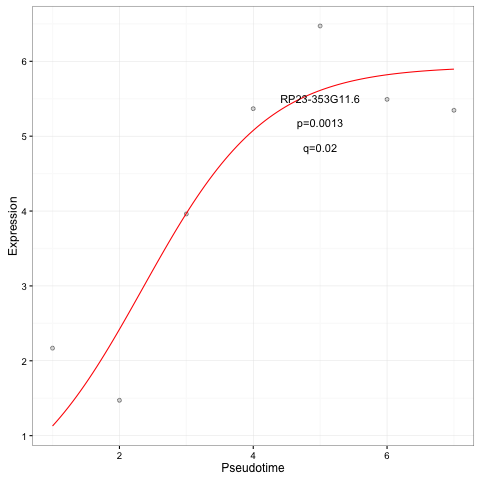 6
5
4
3
2
1
Expression
RP23-353G11.6
p=0.0013
q=0.02
2
4
6
Pseudotime